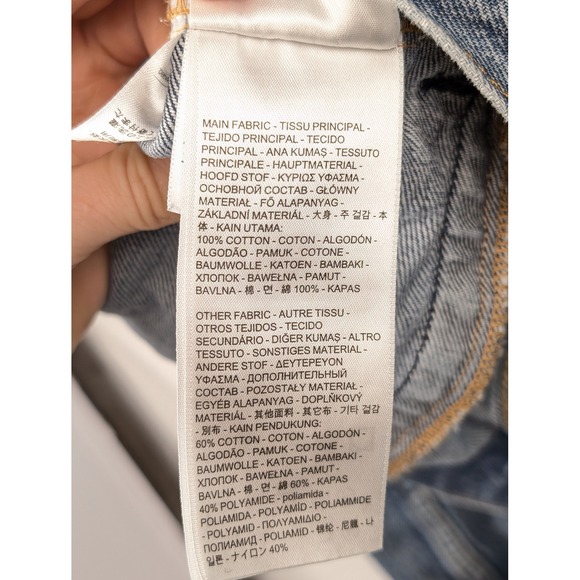 MAIN FABRIC - TISSU PRINCIPAL -
TEJIDO PRINCIPAL - TECIDO
PRINCIPAL - ANA KUMAŞ - TESSUTO
PRINCIPALE - HAUPTMATERIAL -
HOOFD STOF - ΚΥΡΙΩΣ ΥΦΑΣΜΑ -
ОСНОВНОЙ СОСТАВ - GŁÓWNY
MATERIAŁ - FŐ ALAPANYAG -
ZÁKLADNÍ MATERIÁL - 大身 - 주 걸감 - 本
体 - KAIN UTAMA:
100% COTTON - COTON - ALGODÓN -
ALGODÃO - PAMUK - COTONE -
BAUMWOLLE - KATOEN - ΒΑΜΒΑΚΙ -
ХЛОПОК - BAWEŁNA - PAMUT -
BAVLNA - 棉 - 면 - 綿 100% - KAPAS
OTHER FABRIC - AUTRE TISSU -
OTROS TEJIDOS - TECIDO
SECUNDÁRIO - DIĞER KUMAŞ - ALTRO
TESSUTO - SONSTIGES MATERIAL -
ANDERE STOF - ΔΕΥΤΕΡΕΥΟΝ
ΥΦΑΣΜΑ - ДОПОЛНИТЕЛЬНЫЙ
СОСТАВ - POZOSTAŁY MATERIAL -
EGYÉB ALAPANYAG - DOPLŇKOVÝ
MATERIÁL - 其他面料 - 其它布 - 기타 걸감
- 別布 - KAIN PENDUKUNG:
60% COTTON - COTON - ALGODÓN -
ALGODÃO - PAMUK - COTONE -
BAUMWOLLE - KATOEN - ΒΑΜΒΑΚΙ -
ХЛОПОК - BAWEŁNA - PAMUT -
BAVLNA - 棉 - 면 - 綿 60% - KAPAS
40% POLYAMIDE - poliamida -
POLIAMIDA - POLYAMID - POLIAMMIDE
- POLYAMID - ΠΟΛΥΑΜΙΔΙΟ -
ПОЛИАМИД - POLIAMID - 锦纶 - 尼龍 - 나
일론 - ナイロン 40%